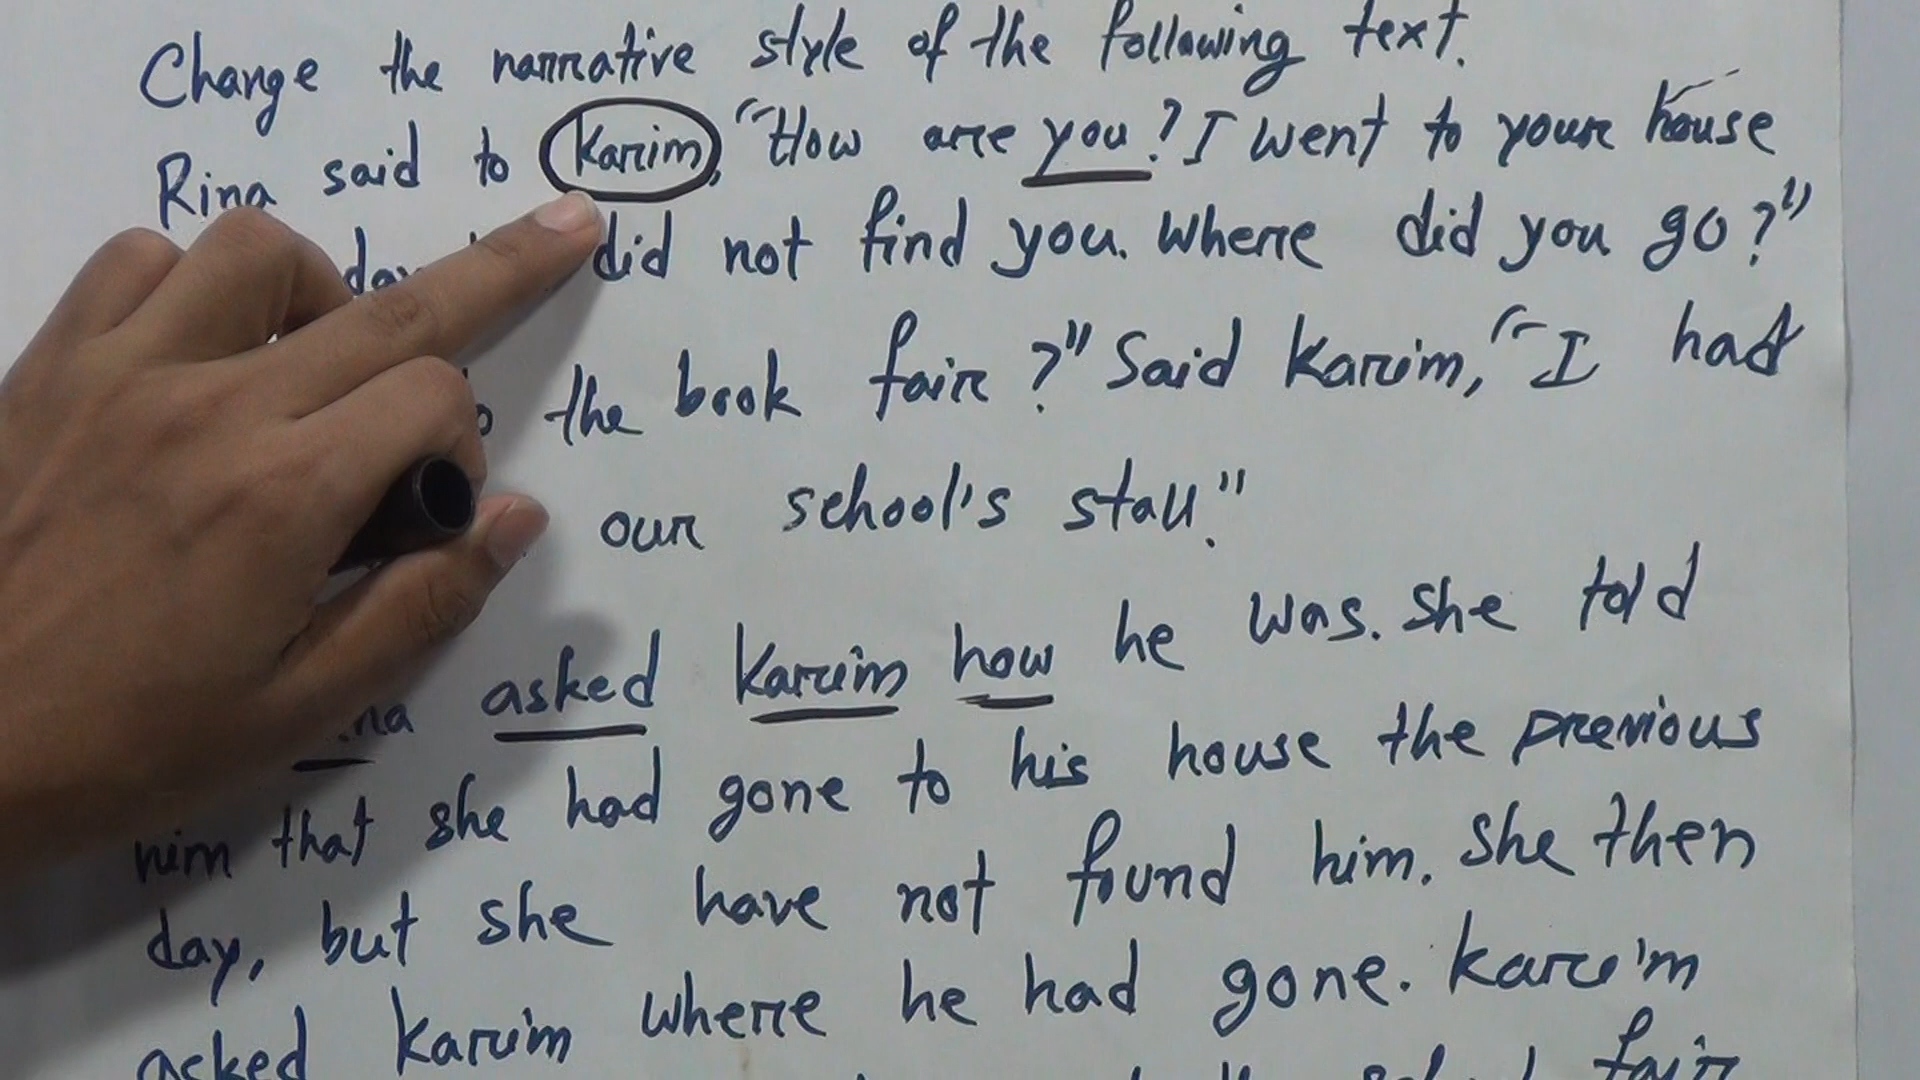 Change the narrative style of the following text.
Rina said to Karim, "How are you? I went to your house
day did not find you. Where did you go?"
the book fair?" Said Karim, "I had
our school's stall."
asked Karim how he was. She told
him that she had gone to his house the previous
day, but she have not found him. She then
asked Karim where he had gone. Karim
fair